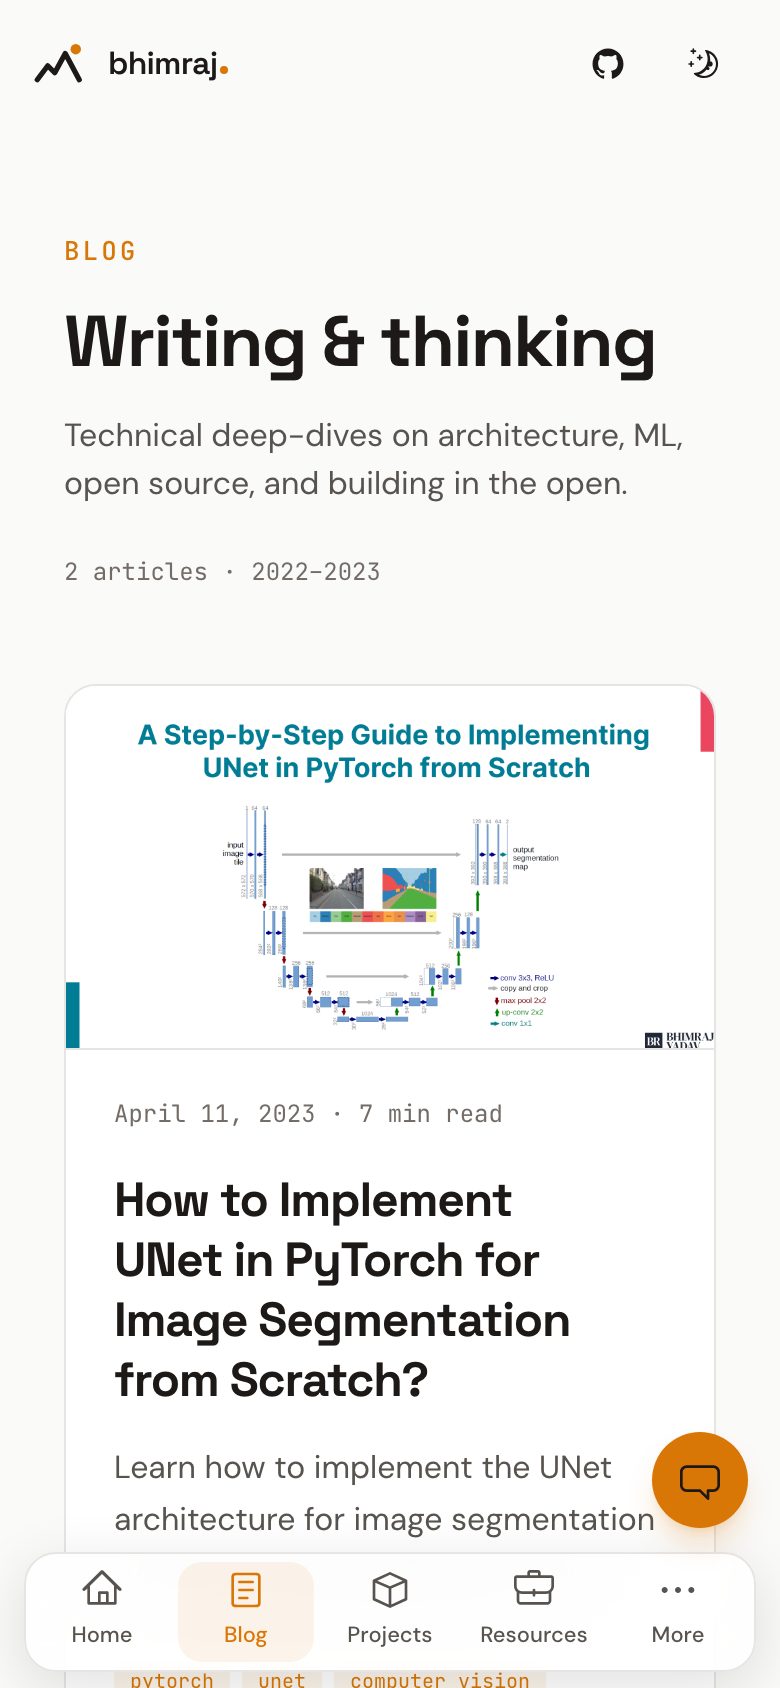 bhimraj.
BLOG
Writing & thinking
Technical deep-dives on architecture, ML,
open source, and building in the open.
2 articles · 2022–2023
A Step-by-Step Guide to Implementing
UNet in PyTorch from Scratch
input
image
tile
output
segmentation
map
conv 3x3, ReLU
copy and crop
max pool 2x2
up-conv 2x2
conv 1x1
BR BHIMRAJ
YADAV
April 11, 2023 · 7 min read
How to Implement
UNet in PyTorch for
Image Segmentation
from Scratch?
Learn how to implement the UNet
architecture for image segmentation
Home
Blog
Projects
Resources
More
pytorch unet computer vision